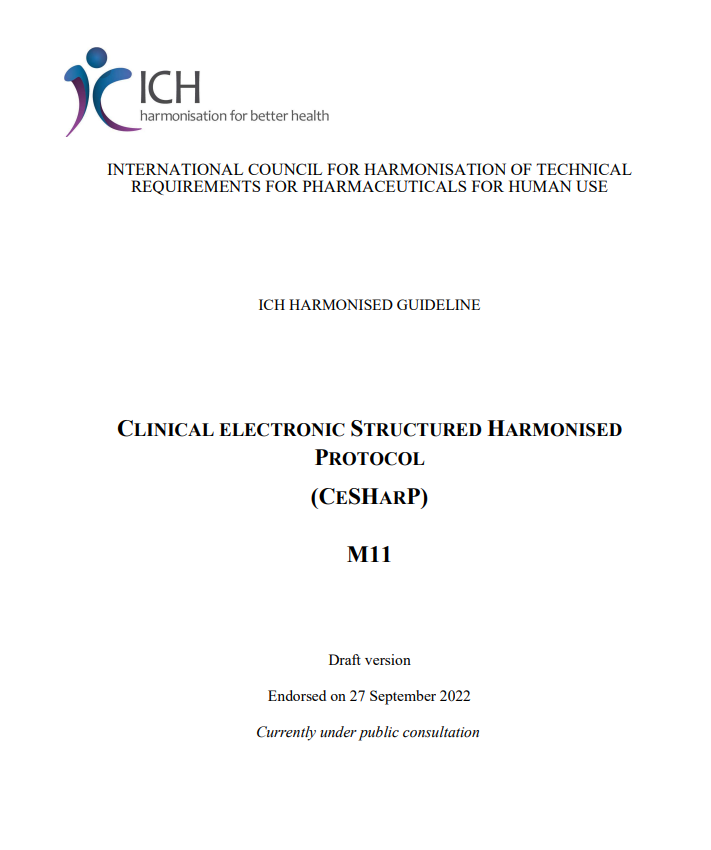 ICH
harmonisation for better health
INTERNATIONAL COUNCIL FOR HARMONISATION OF TECHNICAL
REQUIREMENTS FOR PHARMACEUTICALS FOR HUMAN USE
ICH HARMONISED GUIDELINE
CLINICAL ELECTRONIC STRUCTURED HARMONISED
PROTOCOL
(CESHARP)
M11
Draft version
Endorsed on 27 September 2022
Currently under public consultation